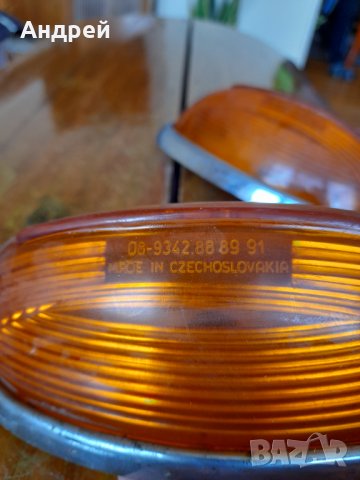 Андрей
08-9342.88 89 91
MADE IN CZECHOSLOVAKIA
BAZAR